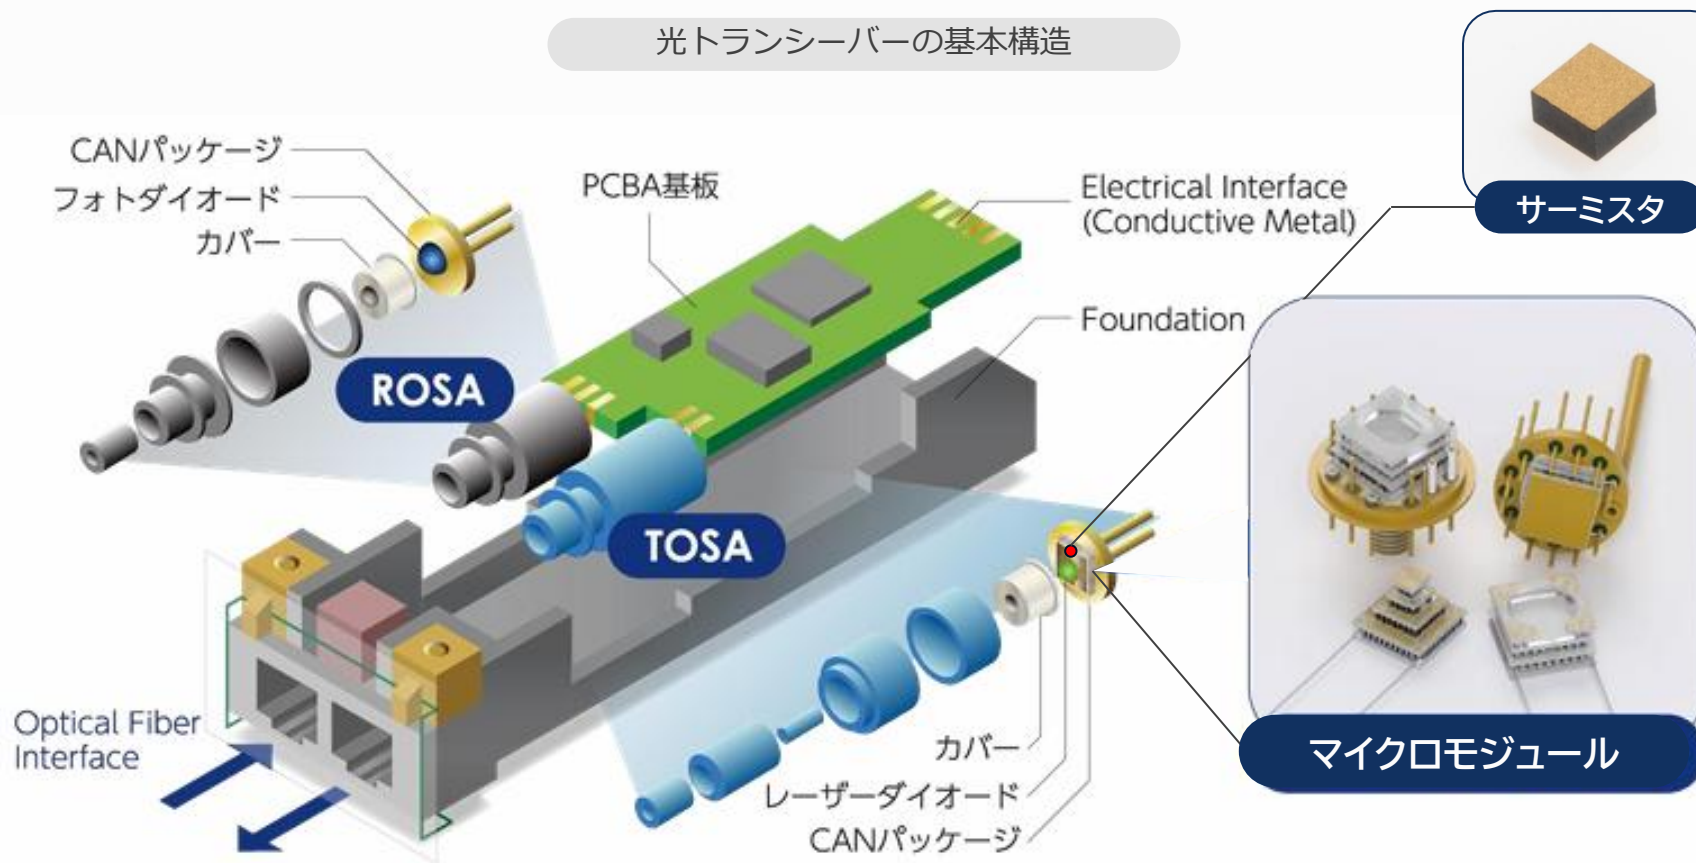 光トランシーバーの基本構造
CANパッケージ
フォトダイオード
カバー
PCBA基板
Electrical Interface
(Conductive Metal)
サーミスタ
Foundation
ROSA
TOSA
Optical Fiber
Interface
カバー
レーザーダイオード
CANパッケージ
マイクロモジュール